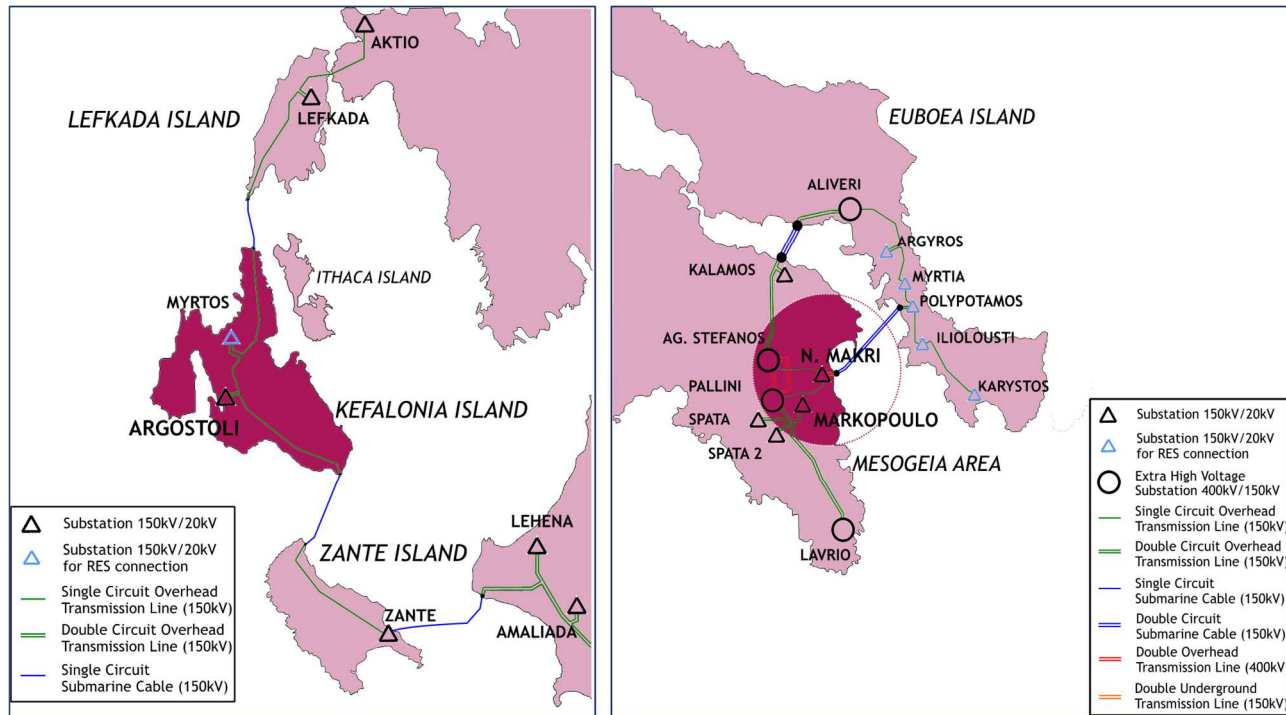 AKTIO
LEFKADA
LEFKADA ISLAND
ITHACA ISLAND
MYRTOS
KEFALONIA ISLAND
ARGOSTOLI
LEHENA
ZANTE ISLAND
ZANTE
AMALIADA
Substation 150kV/20kV
Substation 150kV/20kV
for RES connection
Single Circuit Overhead
Transmission Line (150kV)
Double Circuit Overhead
Transmission Line (150kV)
Single Circuit
Submarine Cable (150kV)
EUBOEA ISLAND
ALIVERI
ARGYROS
KALAMOS
MYRTIA
POLYPOTAMOS
AG. STEFANOS
N. MAKRI
ILIOLOUSTI
PALLINI
KARYSTOS
SPATA
MARKOPOULO
SPATA 2
MESOGEIA AREA
LAVRIO
Substation 150kV/20kV
Substation 150kV/20kV
for RES connection
Extra High Voltage
Substation 400kV/150kV
Single Circuit Overhead
Transmission Line (150kV)
Double Circuit Overhead
Transmission Line (150kV)
Single Circuit
Submarine Cable (150kV)
Double Circuit
Submarine Cable (150kV)
Double Overhead
Transmission Line (400kV
Double Underground
Transmission Line (150kV)